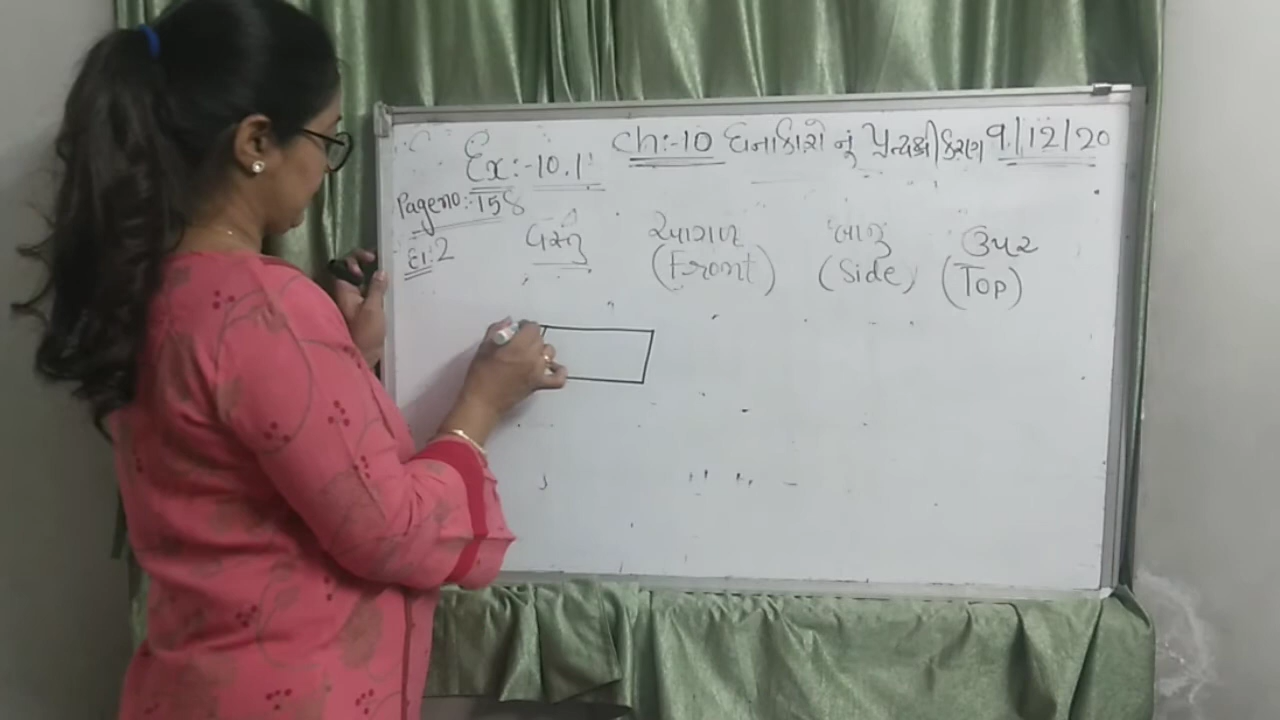 Ex:-10.1 Ch:-10 ઘનાકારો નું પ્રત્યક્ષીકરણ 9/12/20
Page no:-158
દા:2 વસ્તુ આગળ બાજુ ઉપર
(Front) (Side) (Top)